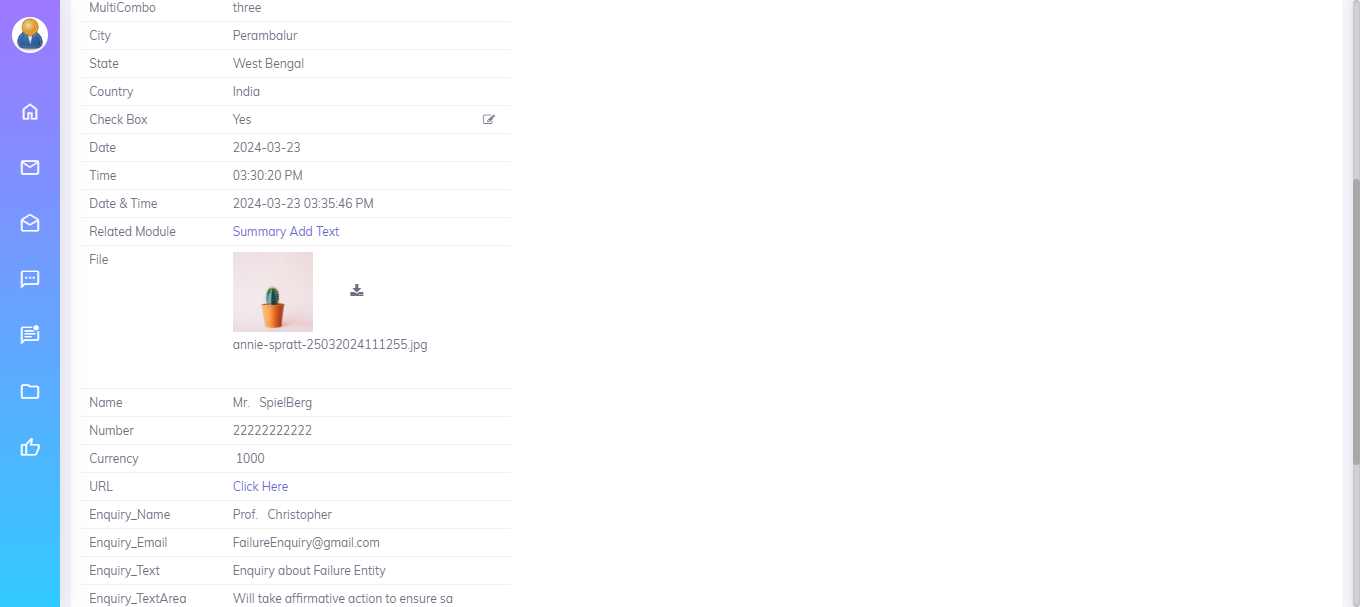 MultiCombo three
City Perambalur
State West Bengal
Country India
Check Box Yes
Date 2024-03-23
Time 03:30:20 PM
Date & Time 2024-03-23 03:35:46 PM
Related Module Summary Add Text
File
annie-spratt-25032024111255.jpg
Name Mr. SpielBerg
Number 22222222222
Currency 1000
URL Click Here
Enquiry_Name Prof. Christopher
Enquiry_Email FailureEnquiry@gmail.com
Enquiry_Text Enquiry about Failure Entity
Enquiry_TextArea Will take affirmative action to ensure sa